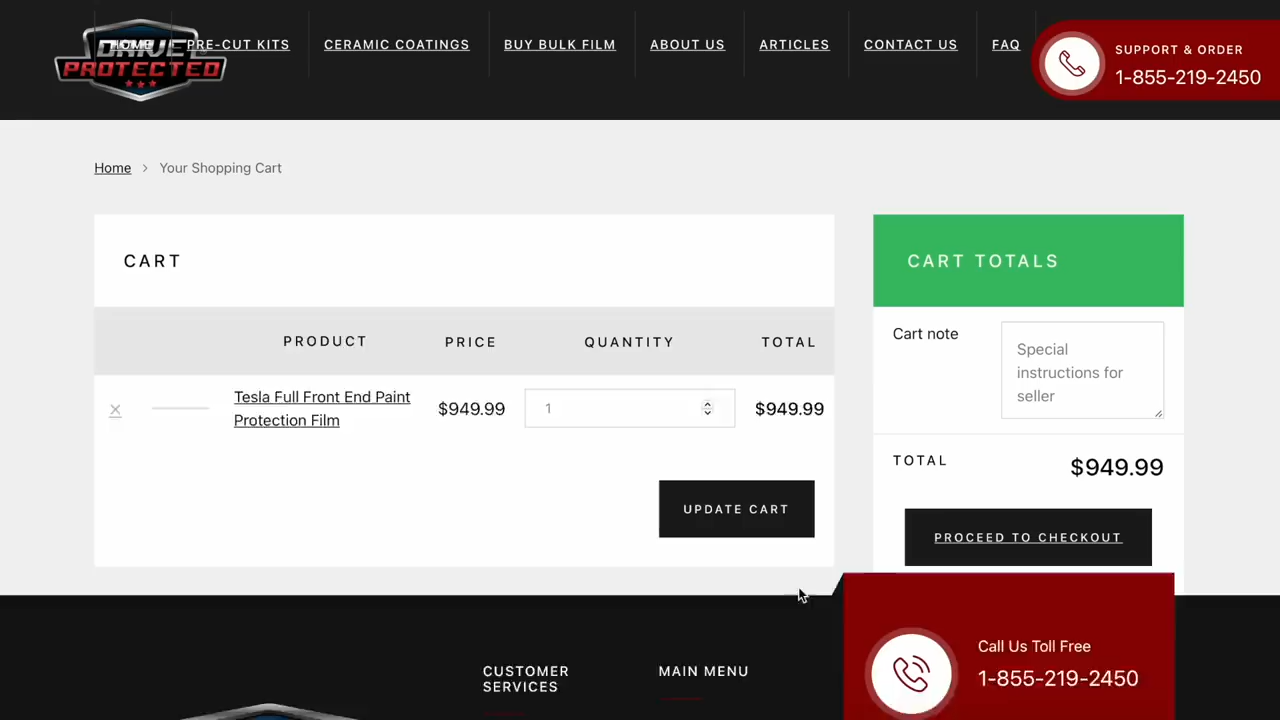 DRIVE
PROTECTED
HOME
PRE-CUT KITS
CERAMIC COATINGS
BUY BULK FILM
ABOUT US
ARTICLES
CONTACT US
FAQ
SUPPORT & ORDER
1-855-219-2450
Home > Your Shopping Cart
CART
PRODUCT PRICE QUANTITY TOTAL
Tesla Full Front End Paint
Protection Film
$949.99
1
$949.99
UPDATE CART
CART TOTALS
Cart note
Special
instructions for
seller
TOTAL
$949.99
PROCEED TO CHECKOUT
CUSTOMER
SERVICES
MAIN MENU
Call Us Toll Free
1-855-219-2450